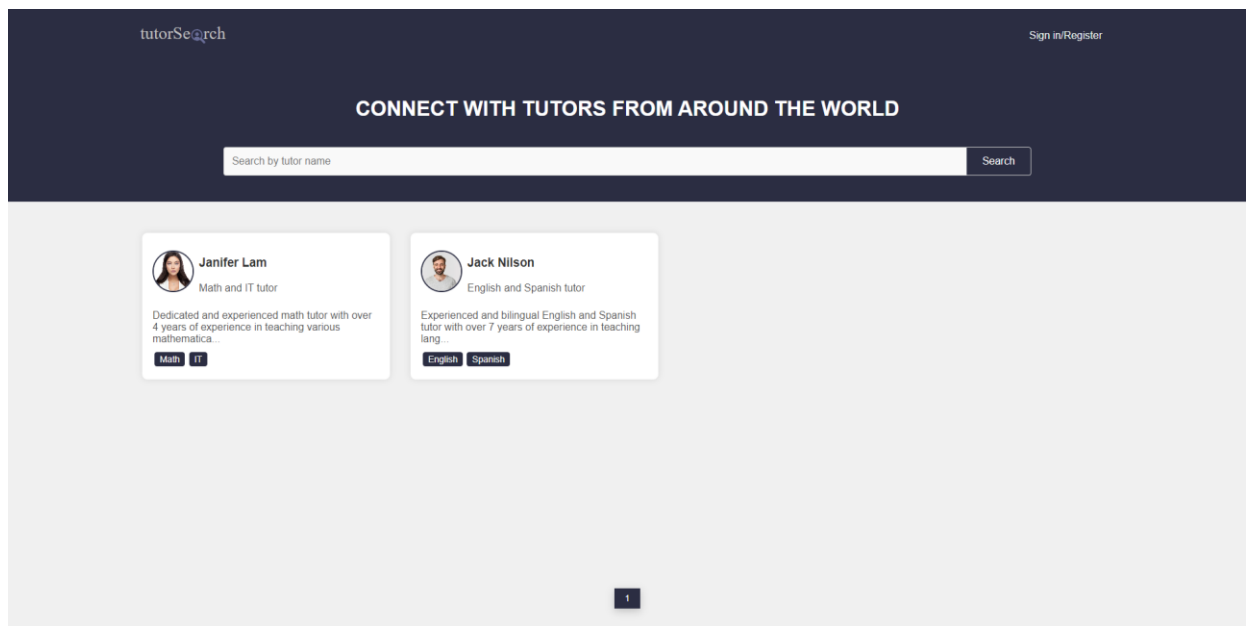 tutorSearch
Sign in/Register
CONNECT WITH TUTORS FROM AROUND THE WORLD
Search by tutor name
Search
Janifer Lam
Math and IT tutor
Dedicated and experienced math tutor with over
4 years of experience in teaching various
mathematica...
Math IT
Jack Nilson
English and Spanish tutor
Experienced and bilingual English and Spanish
tutor with over 7 years of experience in teaching
lang...
English Spanish
1